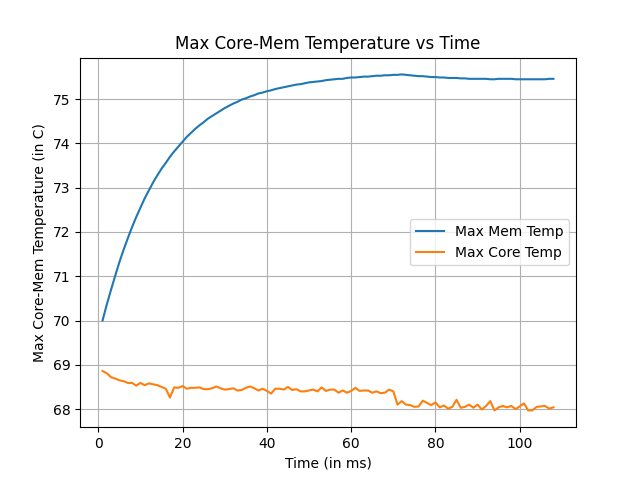 Max Core-Mem Temperature vs Time
Max Core-Mem Temperature (in C)
75
74
73
72
71
70
69
68
Max Mem Temp
Max Core Temp
0 20 40 60 80 100
Time (in ms)